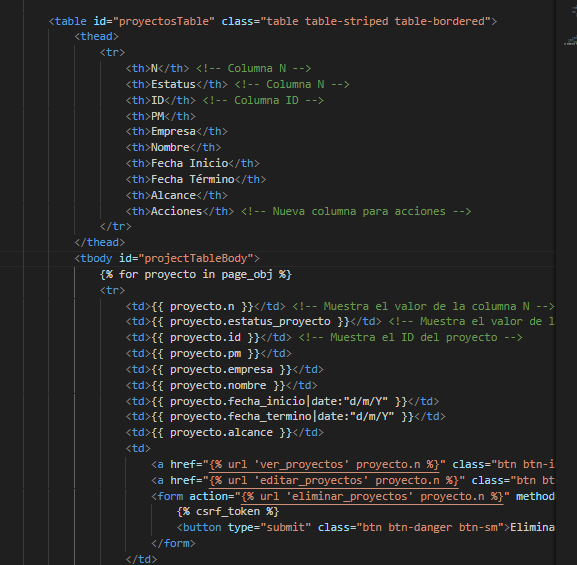 <table id="proyectosTable" class="table table-striped table-bordered">
<thead>
<tr>
<th>N</th> <!-- Columna N -->
<th>Estatus</th> <!-- Columna N -->
<th>ID</th> <!-- Columna ID -->
<th>PM</th>
<th>Empresa</th>
<th>Nombre</th>
<th>Fecha Inicio</th>
<th>Fecha Término</th>
<th>Alcance</th>
<th>Acciones</th> <!-- Nueva columna para acciones -->
</tr>
</thead>
<tbody id="projectTableBody">
{% for proyecto in page_obj %}
<tr>
<td>{{ proyecto.n }}</td> <!-- Muestra el valor de la columna N -->
<td>{{ proyecto.estatus_proyecto }}</td> <!-- Muestra el valor de l
<td>{{ proyecto.id }}</td> <!-- Muestra el ID del proyecto -->
<td>{{ proyecto.pm }}</td>
<td>{{ proyecto.empresa }}</td>
<td>{{ proyecto.nombre }}</td>
<td>{{ proyecto.fecha_inicio|date:"d/m/Y" }}</td>
<td>{{ proyecto.fecha_termino|date:"d/m/Y" }}</td>
<td>{{ proyecto.alcance }}</td>
<td>
<a href="{% url 'ver_proyectos' proyecto.n %}" class="btn btn-i
<a href="{% url 'editar_proyectos' proyecto.n %}" class="btn bt
<form action="{% url 'eliminar_proyectos' proyecto.n %}" method
{% csrf_token %}
<button type="submit" class="btn btn-danger btn-sm">Elimina
</form>
</td>